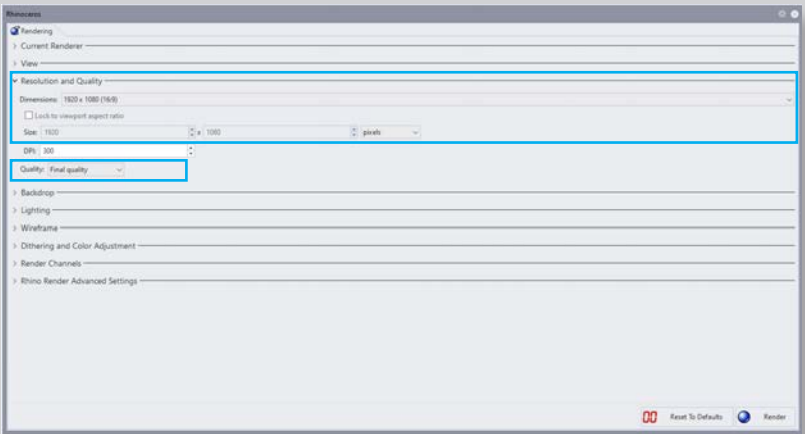 Rhinoceros
Rendering
Current Renderer
View
Resolution and Quality
Dimensions: 1920 x 1080 (16:9)
Lock to viewport aspect ratio
Size: 1920 x 1080 pixels
DPI: 300
Quality: Final quality
Backdrop
Lighting
Wireframe
Dithering and Color Adjustment
Render Channels
Rhino Render Advanced Settings
Reset To Defaults Render